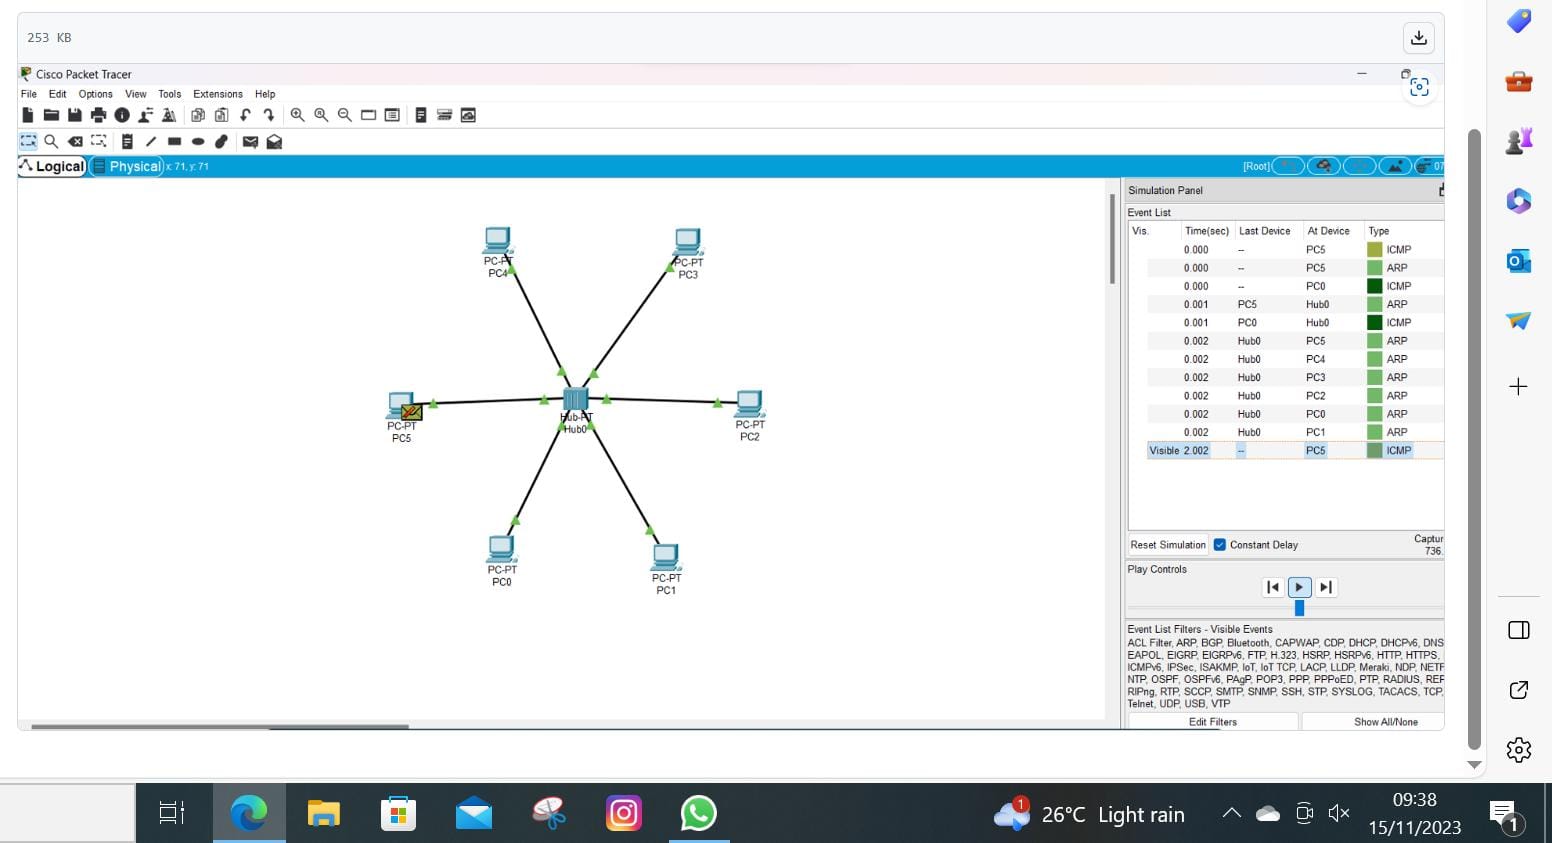 253 KB
Cisco Packet Tracer
File Edit Options View Tools Extensions Help
Logical Physical x: 71, y: 71 [Root] 07
Simulation Panel
Event List
Vis. Time(sec) Last Device At Device Type
0.000 -- PC5 ICMP
0.000 -- PC5 ARP
0.000 -- PC0 ICMP
0.001 PC5 Hub0 ARP
0.001 PC0 Hub0 ICMP
0.002 Hub0 PC5 ARP
0.002 Hub0 PC4 ARP
0.002 Hub0 PC3 ARP
0.002 Hub0 PC2 ARP
0.002 Hub0 PC0 ARP
0.002 Hub0 PC1 ARP
Visible 2.002 -- PC5 ICMP
PC-PT
PC4
PC-PT
PC3
PC-PT
PC5
Hub-PT
Hub0
PC-PT
PC2
PC-PT
PC0
PC-PT
PC1
Reset Simulation Constant Delay Captur
736.
Play Controls
Event List Filters - Visible Events
ACL Filter, ARP, BGP, Bluetooth, CAPWAP, CDP, DHCP, DHCPv6, DNS
EAPOL, EIGRP, EIGRPv6, FTP, H.323, HSRP, HSRPv6, HTTP, HTTPS,
ICMPv6, IPSec, ISAKMP, IoT, IoT TCP, LACP, LLDP, Meraki, NDP, NETF
NTP, OSPF, OSPFv6, PAgP, POP3, PPP, PPPoED, PTP, RADIUS, REP
RIPng, RTP, SCCP, SMTP, SNMP, SSH, STP, SYSLOG, TACACS, TCP,
Telnet, UDP, USB, VTP
Edit Filters Show All/None
1 26°C Light rain
09:38
15/11/2023
1